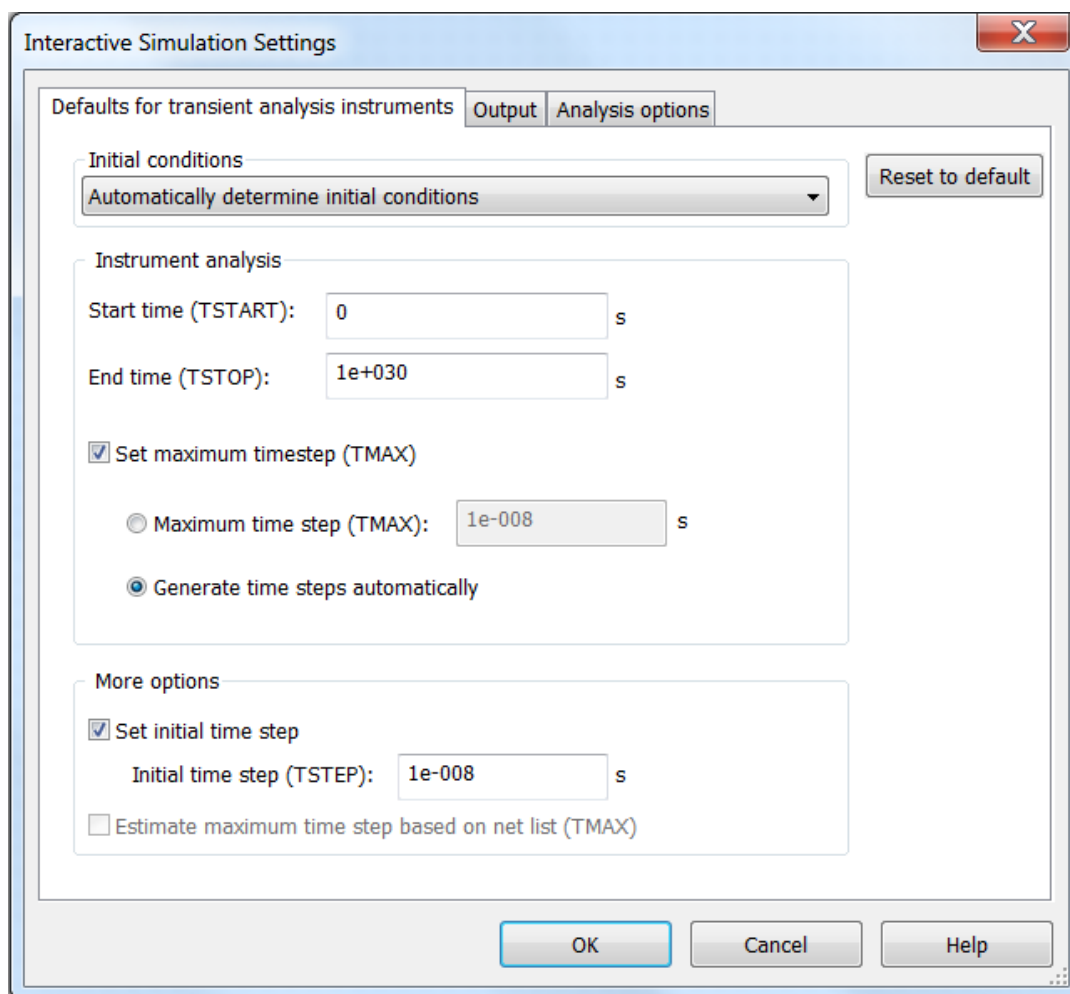 Interactive Simulation Settings
X
Defaults for transient analysis instruments Output Analysis options
Initial conditions
Automatically determine initial conditions
Reset to default
Instrument analysis
Start time (TSTART): 0 s
End time (TSTOP): 1e+030 s
Set maximum timestep (TMAX)
Maximum time step (TMAX): 1e-008 s
Generate time steps automatically
More options
Set initial time step
Initial time step (TSTEP): 1e-008 s
Estimate maximum time step based on net list (TMAX)
OK Cancel Help